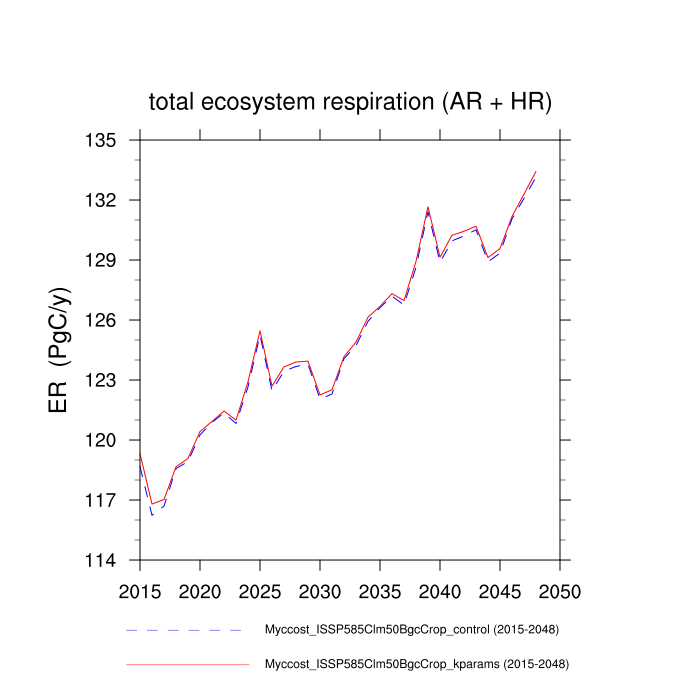 total ecosystem respiration (AR + HR)
ER (PgC/y)
135
132
129
126
123
120
117
114
2015 2020 2025 2030 2035 2040 2045 2050
Myccost_ISSP585Clm50BgcCrop_control (2015-2048)
Myccost_ISSP585Clm50BgcCrop_kparams (2015-2048)